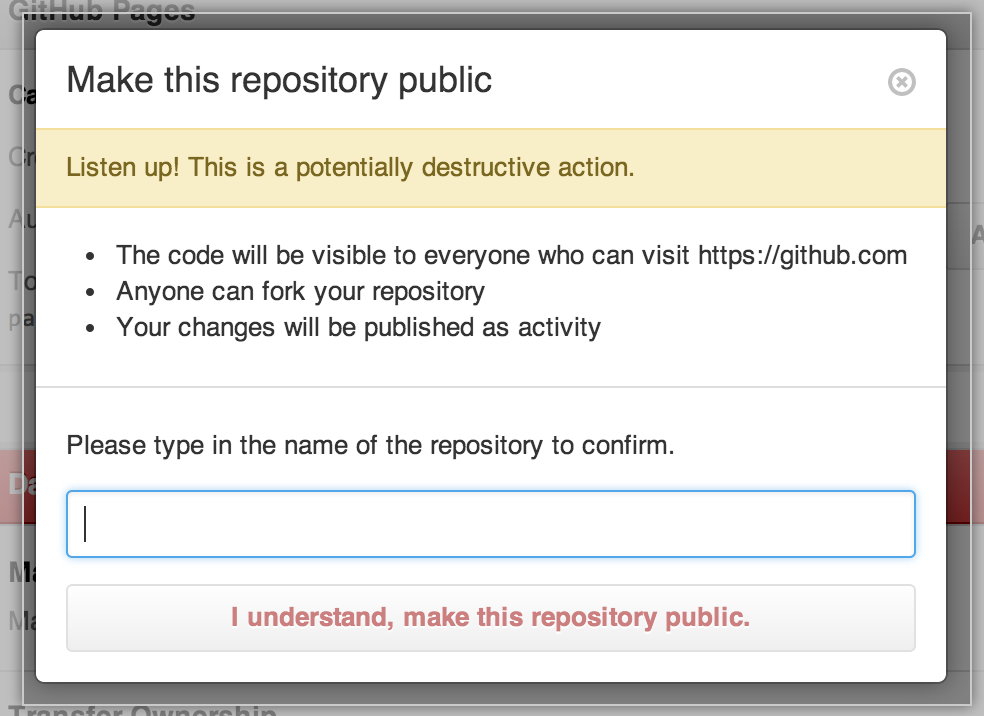 GitHub Pages
Make this repository public
Listen up! This is a potentially destructive action.
The code will be visible to everyone who can visit https://github.com
Anyone can fork your repository
Your changes will be published as activity
Please type in the name of the repository to confirm.
I understand, make this repository public.
Transfer Ownership